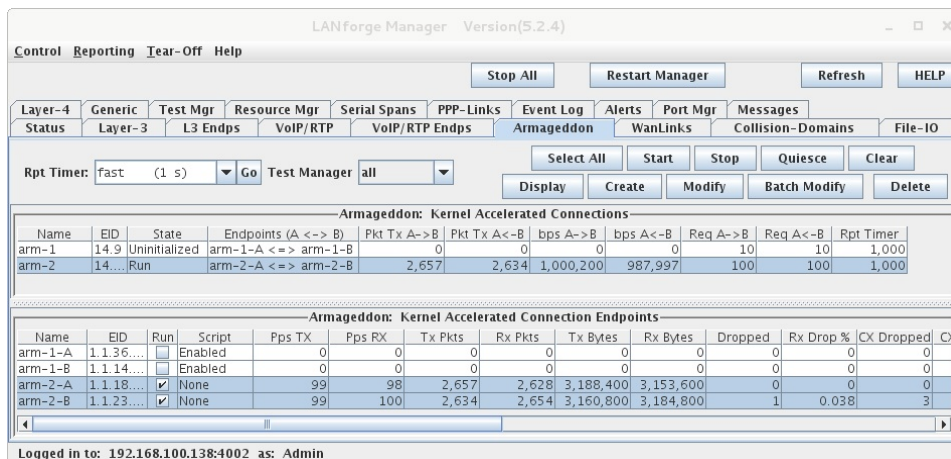 LANforge Manager Version(5.2.4)
Control Reporting Tear-Off Help
Stop All Restart Manager Refresh HELP
Layer-4 Generic Test Mgr Resource Mgr Serial Spans PPP-Links Event Log Alerts Port Mgr Messages
Status Layer-3 L3 Endps VoIP/RTP VoIP/RTP Endps Armageddon WanLinks Collision-Domains File-IO
Rpt Timer: fast (1 s) Go Test Manager all
Select All Start Stop Quiesce Clear
Display Create Modify Batch Modify Delete
Armageddon: Kernel Accelerated Connections
Name EID State Endpoints (A <-> B) Pkt Tx A->B Pkt Tx A<-B bps A->B bps A<-B Req A->B Req A<-B Rpt Timer
arm-1 14.9 Uninitialized arm-1-A <=> arm-1-B 0 0 0 0 10 10 1,000
arm-2 14.... Run arm-2-A <=> arm-2-B 2,657 2,634 1,000,200 987,997 100 100 1,000
Armageddon: Kernel Accelerated Connection Endpoints
Name EID Run Script Pps TX Pps RX Tx Pkts Rx Pkts Tx Bytes Rx Bytes Dropped Rx Drop % CX Dropped CX
arm-1-A 1.1.36.... Enabled 0 0 0 0 0 0 0 0 0
arm-1-B 1.1.14.... Enabled 0 0 0 0 0 0 0 0 0
arm-2-A 1.1.18.... None 99 98 2,657 2,628 3,188,400 3,153,600 0 0 0
arm-2-B 1.1.23.... None 99 100 2,634 2,654 3,160,800 3,184,800 1 0.038 3
Logged in to: 192.168.100.138:4002 as: Admin